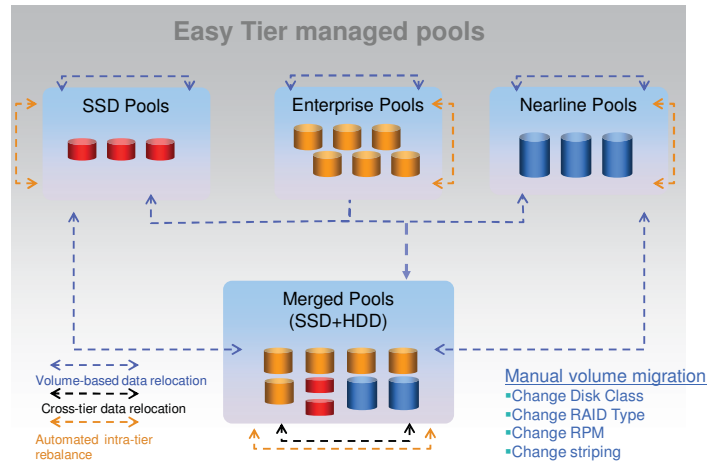 Easy Tier managed pools
SSD Pools
Enterprise Pools
Nearline Pools
Merged Pools
(SSD+HDD)
Volume-based data relocation
Cross-tier data relocation
Automated intra-tier
rebalance
Manual volume migration
▪Change Disk Class
▪Change RAID Type
▪Change RPM
▪Change striping